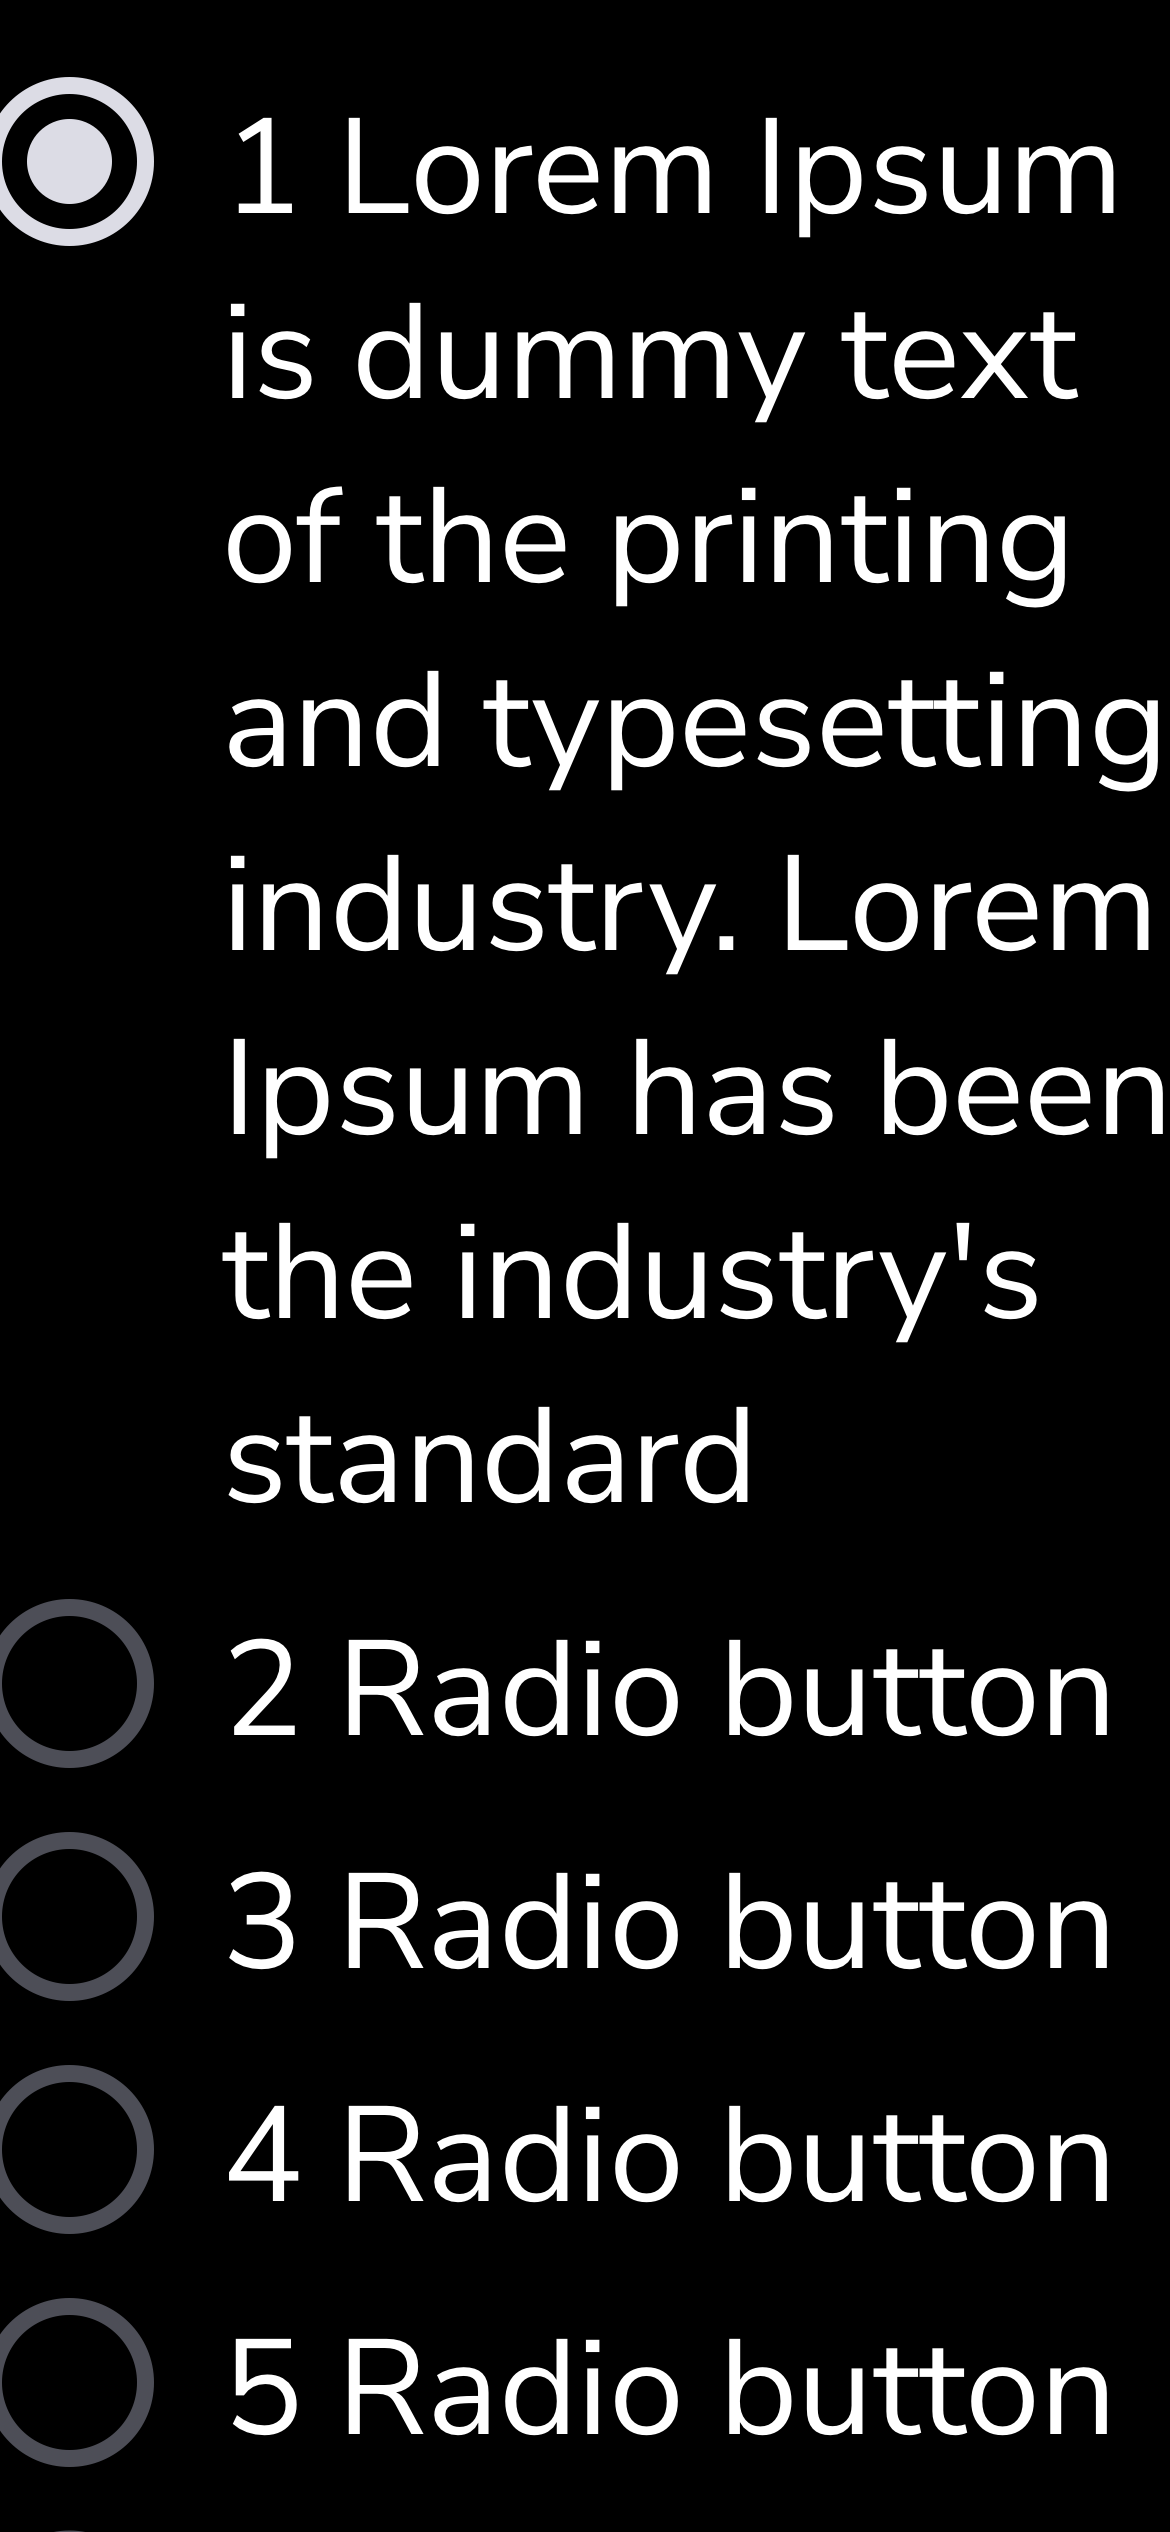 1 Lorem Ipsum
is dummy text
of the printing
and typesetting
industry. Lorem
Ipsum has been
the industry's
standard
2 Radio button
3 Radio button
4 Radio button
5 Radio button